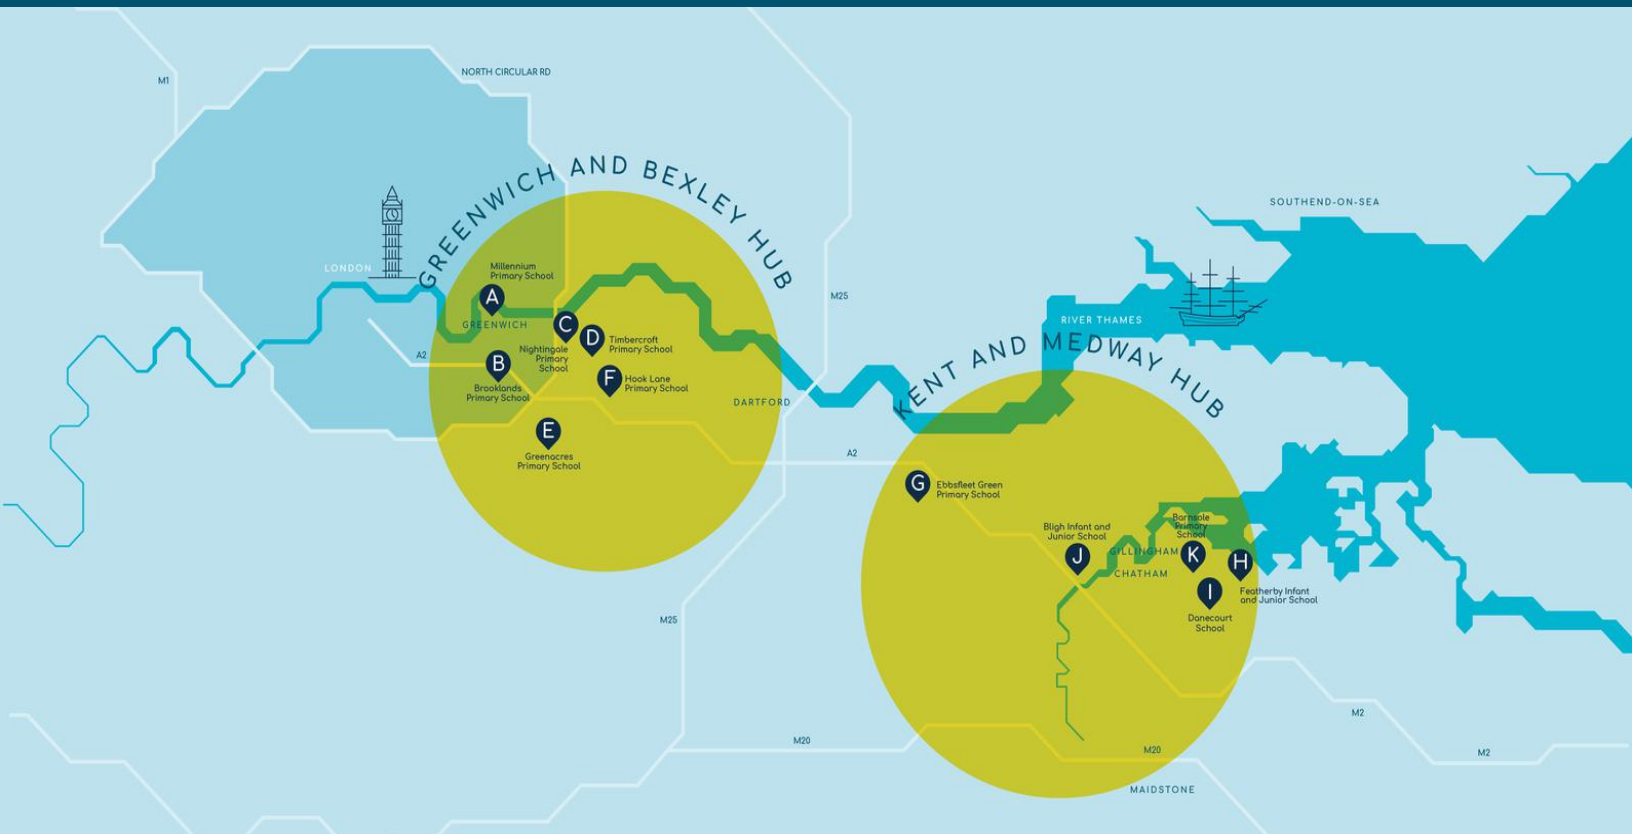 M1
NORTH CIRCULAR RD
GREENWICH AND BEXLEY HUB
LONDON
Millennium
Primary School
A
GREENWICH
C
D
Timbercroft
Primary School
Nightingale
Primary
School
A2
B
Brooklands
Primary School
F
Hook Lane
Primary School
E
Greenacres
Primary School
DARTFORD
M25
SOUTHEND-ON-SEA
RIVER THAMES
KENT AND MEDWAY HUB
A2
G
Ebbsfleet Green
Primary School
Bligh Infant and
Junior School
J
Barnsole
Primary
School
GILLINGHAM
K
H
CHATHAM
I
Featherby Infant
and Junior School
Danecourt
School
M25
M20
M20
M2
M2
MAIDSTONE